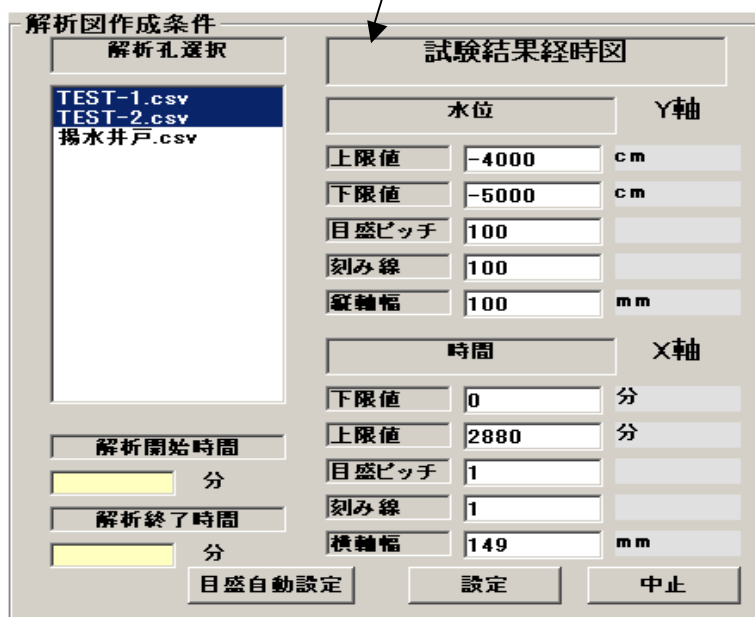 解析図作成条件
解析孔選択
TEST-1.csv
TEST-2.csv
揚水井戸.csv
解析開始時間
分
解析終了時間
分
試験結果経時図
水位 Y軸
上限値 -4000 cm
下限値 -5000 cm
目盛ピッチ 100
刻み線 100
縦軸幅 100 mm
時間 X軸
下限値 0 分
上限値 2880 分
目盛ピッチ 1
刻み線 1
横軸幅 149 mm
目盛自動設定 設定 中止